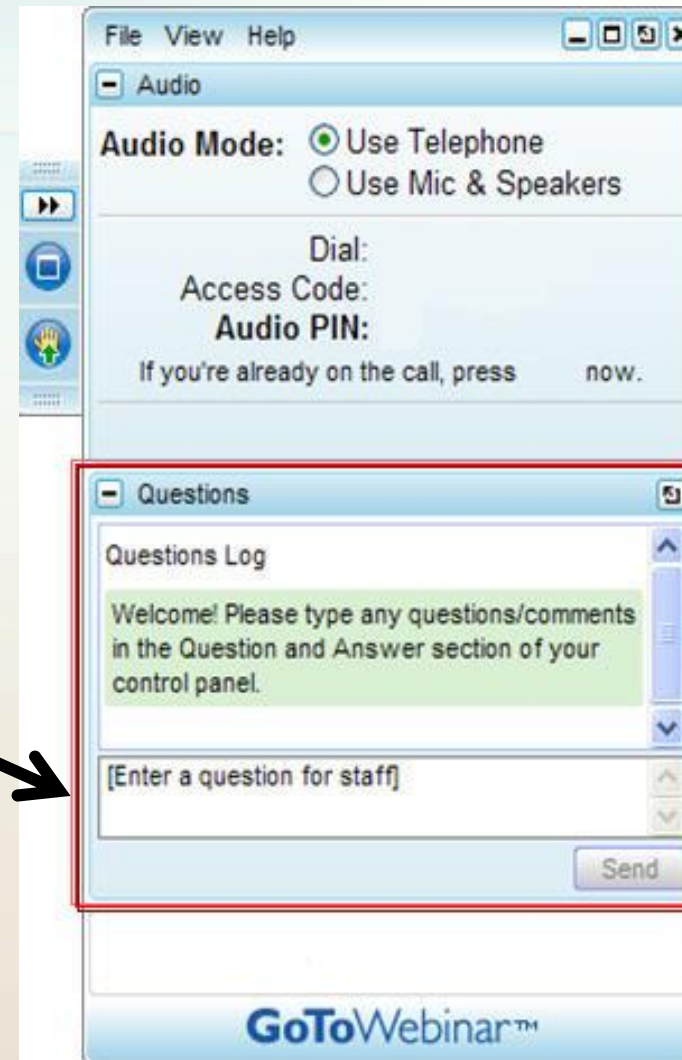 File View Help
Audio
Audio Mode: Use Telephone
Use Mic & Speakers
Dial:
Access Code:
Audio PIN:
If you're already on the call, press now.
Questions
Questions Log
Welcome! Please type any questions/comments
in the Question and Answer section of your
control panel.
[Enter a question for staff]
Send
GoToWebinar™